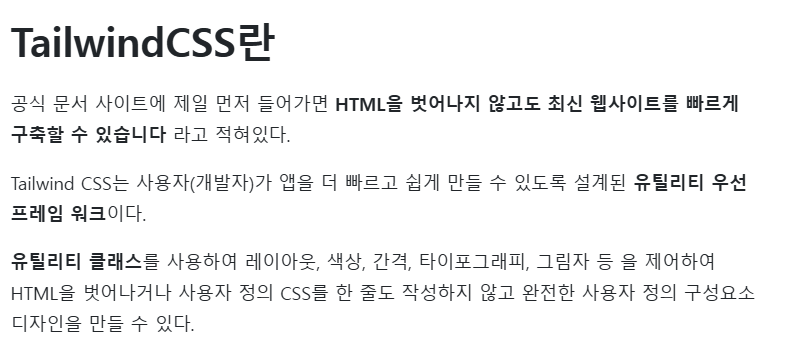 TailwindCSS란
공식 문서 사이트에 제일 먼저 들어가면 HTML을 벗어나지 않고도 최신 웹사이트를 빠르게
구축할 수 있습니다 라고 적혀있다.
Tailwind CSS는 사용자(개발자)가 앱을 더 빠르고 쉽게 만들 수 있도록 설계된 유틸리티 우선
프레임 워크이다.
유틸리티 클래스를 사용하여 레이아웃, 색상, 간격, 타이포그래피, 그림자 등 을 제어하여
HTML을 벗어나거나 사용자 정의 CSS를 한 줄도 작성하지 않고 완전한 사용자 정의 구성요소
디자인을 만들 수 있다.